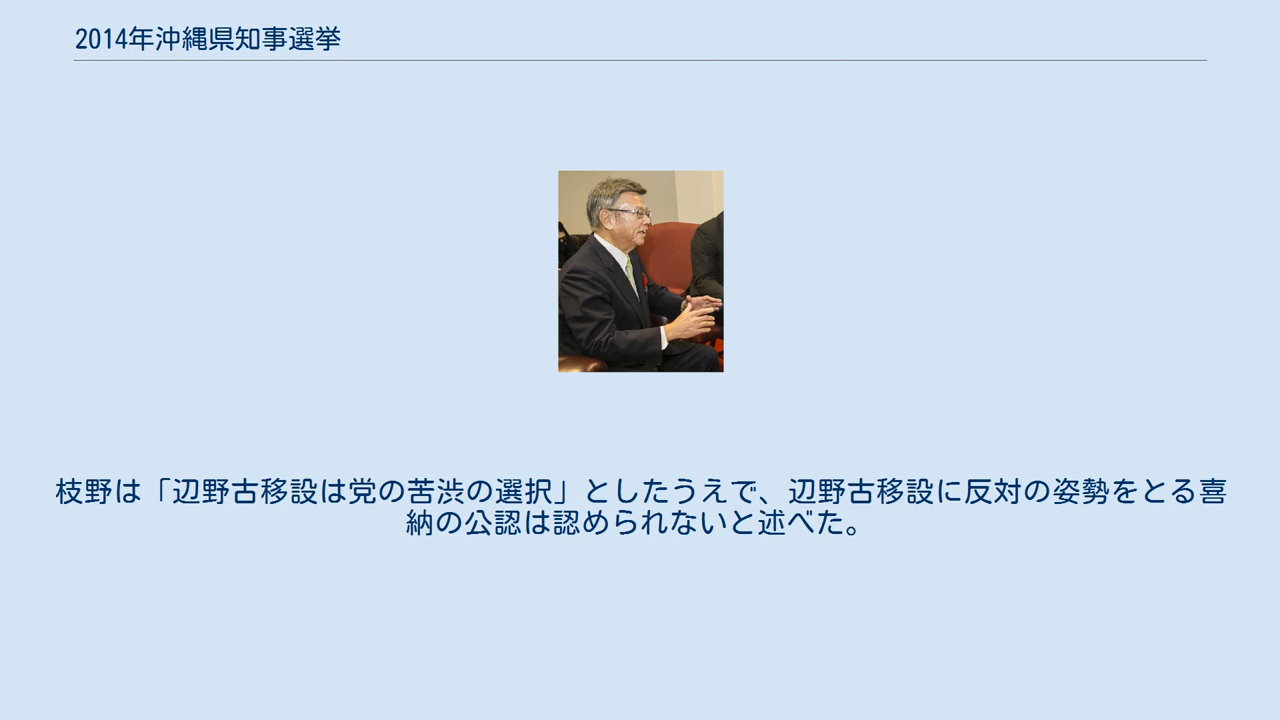 2014年沖縄県知事選挙
枝野は「辺野古移設は党の苦渋の選択」としたうえで、辺野古移設に反対の姿勢をとる喜
納の公認は認められないと述べた。